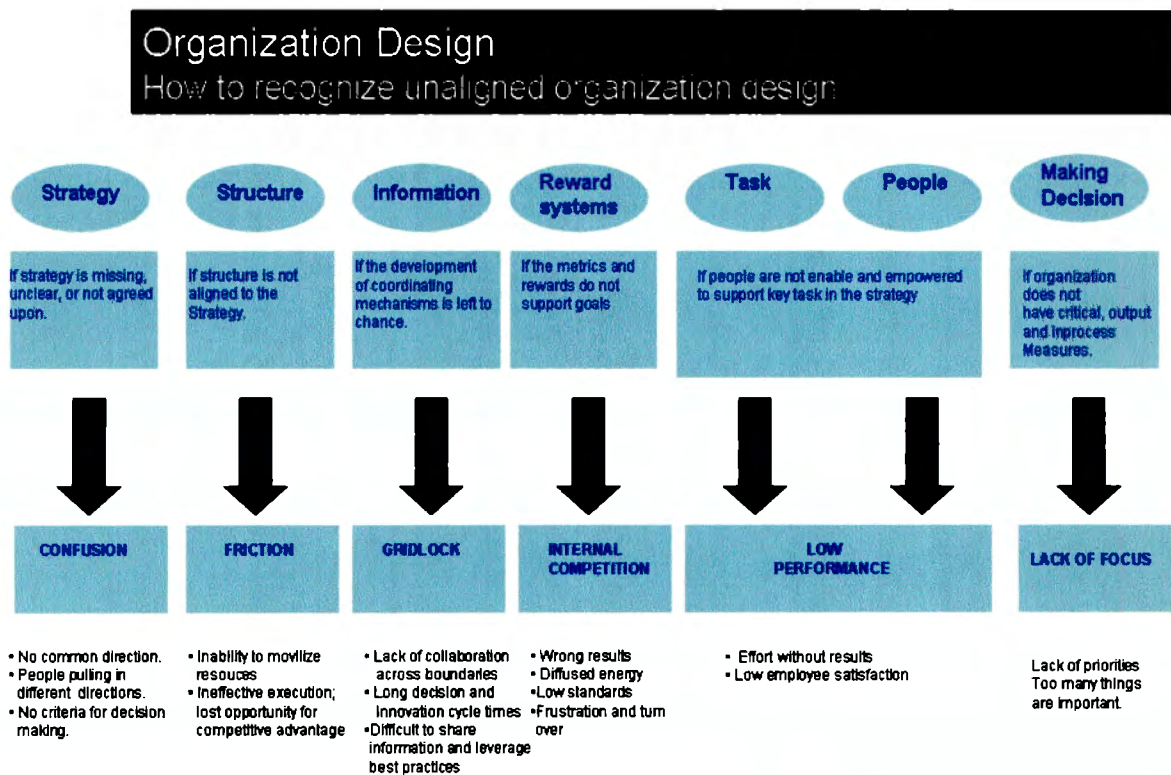 Organization Design
How to recognize unaligned organization design
Strategy
Structure
Information
Reward
systems
Task
People
Making
Decision
If strategy is missing,
unclear, or not agreed
upon.
If structure is not
aligned to the
Strategy.
If the development
of coordinating
mechanisms is left to
chance.
If the metrics and
rewards do not
support goals
If people are not enable and empowered
to support key task in the strategy
If organization
does not
have critical, output
and Inprocess
Measures.
CONFUSION
FRICTION
GRIDLOCK
INTERNAL
COMPETITION
LOW
PERFORMANCE
LACK OF FOCUS
• No common direction.
• People pulling in
different directions.
• No criteria for decision
making.
• Inability to movilize
resouces
• Ineffective execution;
lost opportunity for
competitive advantage
• Lack of collaboration
across boundaries
• Long decision and
Innovation cycle times
•Difficult to share
information and leverage
best practices
• Wrong results
• Diffused energy
•Low standards
•Frustration and turn
over
• Effort without results
• Low employee satisfaction
Lack of priorities
Too many things
are important.